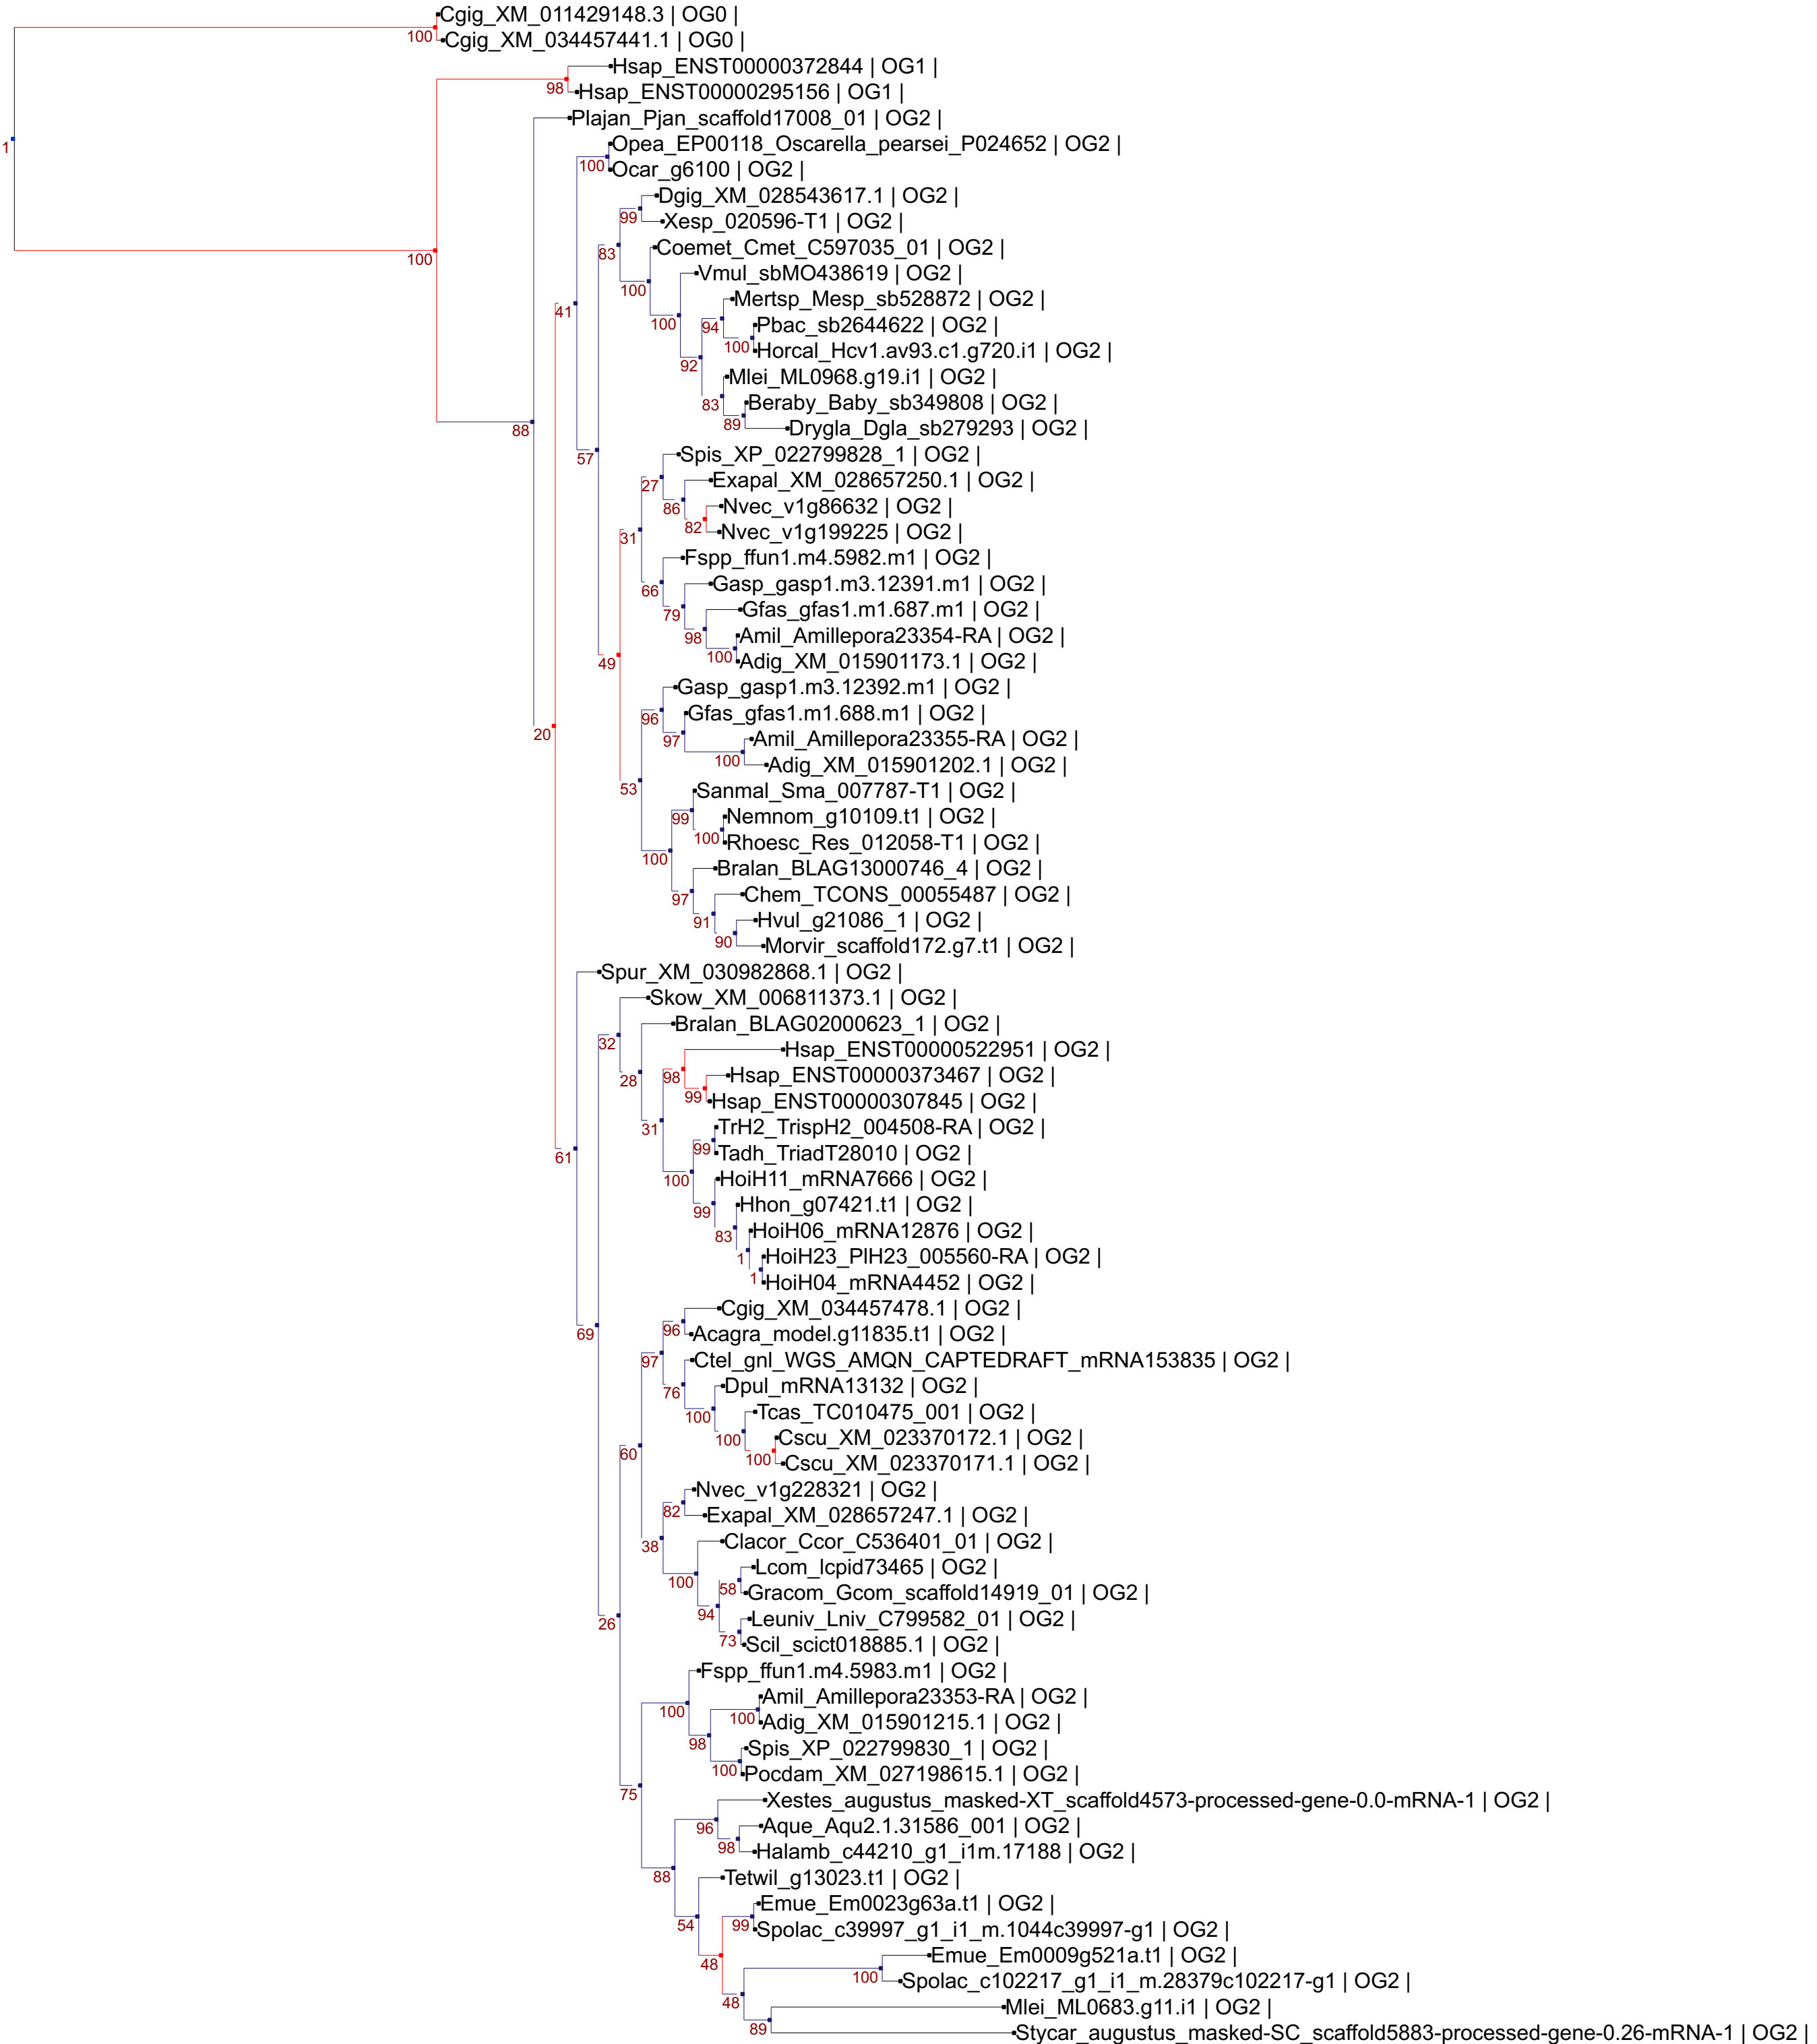 Cgig_XM_011429148.3 | OG0 |
100
Cgig_XM_034457441.1 | OG0 |
Hsap_ENST00000372844 | OG1 |
98
Hsap_ENST00000295156 | OG1 |
Plajan_Pjan_scaffold17008_01 | OG2 |
1
Opea_EP00118_Oscarella_pearsei_P024652 | OG2 |
100
Ocar_g6100 | OG2 |
Dgig_XM_028543617.1 | OG2 |
99
Xesp_020596-T1 | OG2 |
Coemet_Cmet_C597035_01 | OG2 |
83
100
Vmul_sbMO438619 | OG2 |
100
Mertsp_Mesp_sb528872 | OG2 |
41
100
94
Pbac_sb2644622 | OG2 |
100
Horcal_Hcv1.av93.c1.g720.i1 | OG2 |
92
Mlei_ML0968.g19.i1 | OG2 |
83
Beraby_Baby_sb349808 | OG2 |
89
Drygla_Dgla_sb279293 | OG2 |
88
57
Spis_XP_022799828_1 | OG2 |
27
Exapal_XM_028657250.1 | OG2 |
86
Nvec_v1g86632 | OG2 |
82
Nvec_v1g199225 | OG2 |
31
Fspp_ffun1.m4.5982.m1 | OG2 |
66
Gasp_gasp1.m3.12391.m1 | OG2 |
79
Gfas_gfas1.m1.687.m1 | OG2 |
98
Amil_Amillepora23354-RA | OG2 |
100
Adig_XM_015901173.1 | OG2 |
49
Gasp_gasp1.m3.12392.m1 | OG2 |
96
Gfas_gfas1.m1.688.m1 | OG2 |
20
97
Amil_Amillepora23355-RA | OG2 |
100
Adig_XM_015901202.1 | OG2 |
53
Sanmal_Sma_007787-T1 | OG2 |
99
Nemnom_g10109.t1 | OG2 |
100
Rhoesc_Res_012058-T1 | OG2 |
100
Bralan_BLAG13000746_4 | OG2 |
97
Chem_TCONS_00055487 | OG2 |
91
Hvul_g21086_1 | OG2 |
90
Morvir_scaffold172.g7.t1 | OG2 |
Spur_XM_030982868.1 | OG2 |
Skow_XM_006811373.1 | OG2 |
32
Bralan_BLAG02000623_1 | OG2 |
Hsap_ENST00000522951 | OG2 |
28
98
Hsap_ENST00000373467 | OG2 |
99
Hsap_ENST00000307845 | OG2 |
31
TrH2_TrispH2_004508-RA | OG2 |
99
Tadh_TriadT28010 | OG2 |
61
100
HoiH11_mRNA7666 | OG2 |
99
Hhon_g07421.t1 | OG2 |
83
HoiH06_mRNA12876 | OG2 |
1
HoiH23_PlH23_005560-RA | OG2 |
1
HoiH04_mRNA4452 | OG2 |
Cgig_XM_034457478.1 | OG2 |
69
96
Acagra_model.g11835.t1 | OG2 |
97
Ctel_gnl_WGS_AMQN_CAPTEDRAFT_mRNA153835 | OG2 |
76
Dpul_mRNA13132 | OG2 |
100
Tcas_TC010475_001 | OG2 |
100
Cscu_XM_023370172.1 | OG2 |
60
100
Cscu_XM_023370171.1 | OG2 |
Nvec_v1g228321 | OG2 |
82
Exapal_XM_028657247.1 | OG2 |
38
Clacor_Ccor_C536401_01 | OG2 |
100
Lcom_lcpid73465 | OG2 |
58
Gracom_Gcom_scaffold14919_01 | OG2 |
94
Leuniv_Lniv_C799582_01 | OG2 |
26
73
Scil_scict018885.1 | OG2 |
Fspp_ffun1.m4.5983.m1 | OG2 |
100
Amil_Amillepora23353-RA | OG2 |
100
Adig_XM_015901215.1 | OG2 |
98
Spis_XP_022799830_1 | OG2 |
100
Pocdam_XM_027198615.1 | OG2 |
75
Xestes_augustus_masked-XT_scaffold4573-processed-gene-0.0-mRNA-1 | OG2 |
96
Aque_Aqu2.1.31586_001 | OG2 |
98
Halamb_c44210_g1_i1m.17188 | OG2 |
88
Tetwil_g13023.t1 | OG2 |
Emue_Em0023g63a.t1 | OG2 |
54
99
Spolac_c39997_g1_i1_m.1044c39997-g1 | OG2 |
48
Emue_Em0009g521a.t1 | OG2 |
100
Spolac_c102217_g1_i1_m.28379c102217-g1 | OG2 |
48
Mlei_ML0683.g11.i1 | OG2 |
89
Stycar_augustus_masked-SC_scaffold5883-processed-gene-0.26-mRNA-1 | OG2 |